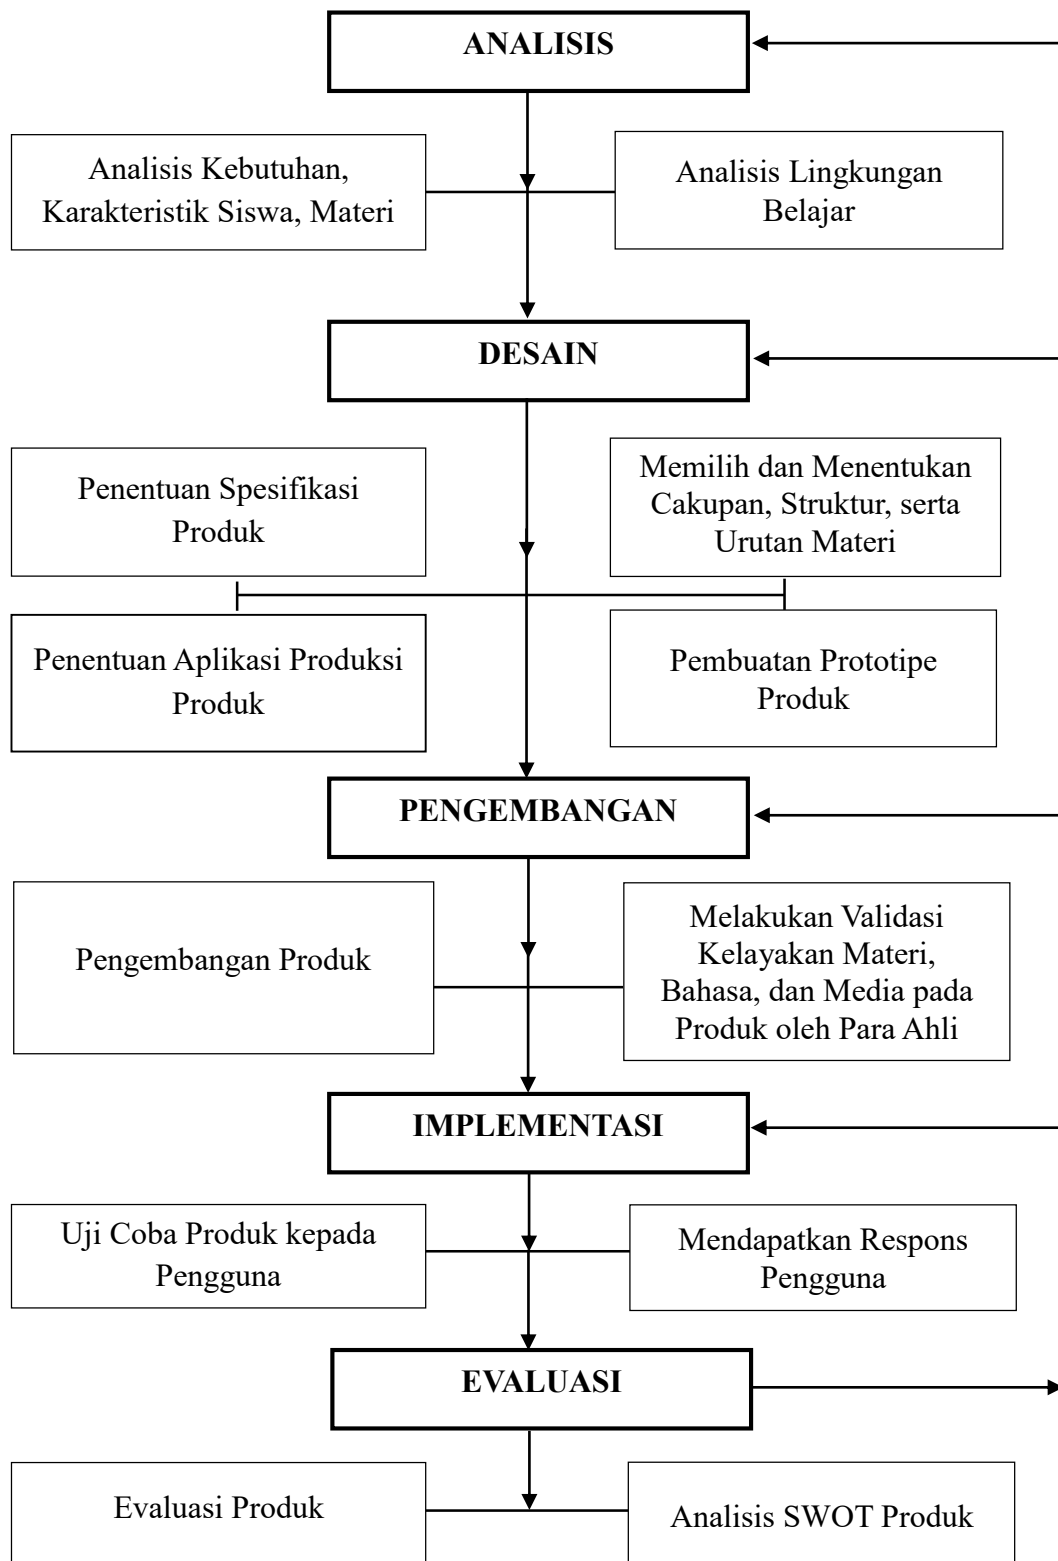 ANALISIS
Analisis Kebutuhan,
Karakteristik Siswa, Materi
Analisis Lingkungan
Belajar
DESAIN
Penentuan Spesifikasi
Produk
Memilih dan Menentukan
Cakupan, Struktur, serta
Urutan Materi
Penentuan Aplikasi Produksi
Produk
Pembuatan Prototipe
Produk
PENGEMBANGAN
Pengembangan Produk
Melakukan Validasi
Kelayakan Materi,
Bahasa, dan Media pada
Produk oleh Para Ahli
IMPLEMENTASI
Uji Coba Produk kepada
Pengguna
Mendapatkan Respons
Pengguna
EVALUASI
Evaluasi Produk
Analisis SWOT Produk